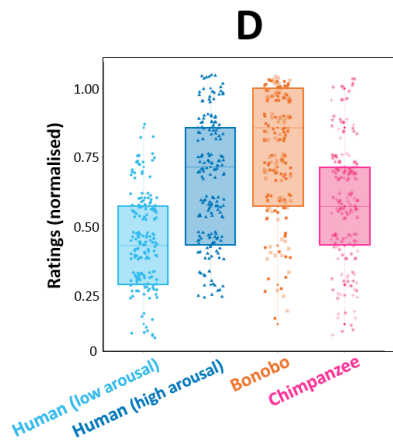 D
Ratings (normalised)
1.00
0.75
0.50
0.25
0
Human (low arousal)
Human (high arousal)
Bonobo
Chimpanzee